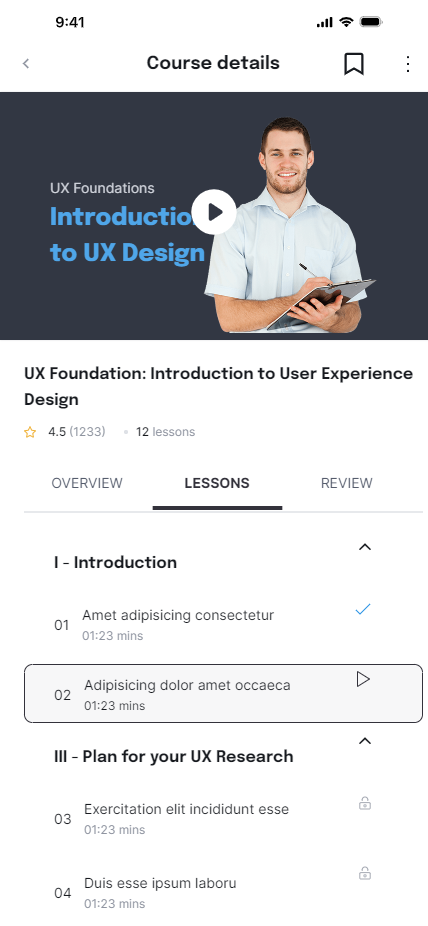 9:41
Course details
UX Foundations
Introductio
to UX Design
UX Foundation: Introduction to User Experience
Design
4.5 (1233) 12 lessons
OVERVIEW LESSONS REVIEW
I - Introduction
01 Amet adipisicing consectetur
01:23 mins
02 Adipisicing dolor amet occaeca
01:23 mins
III - Plan for your UX Research
03 Exercitation elit incididunt esse
01:23 mins
04 Duis esse ipsum laboru
01:23 mins